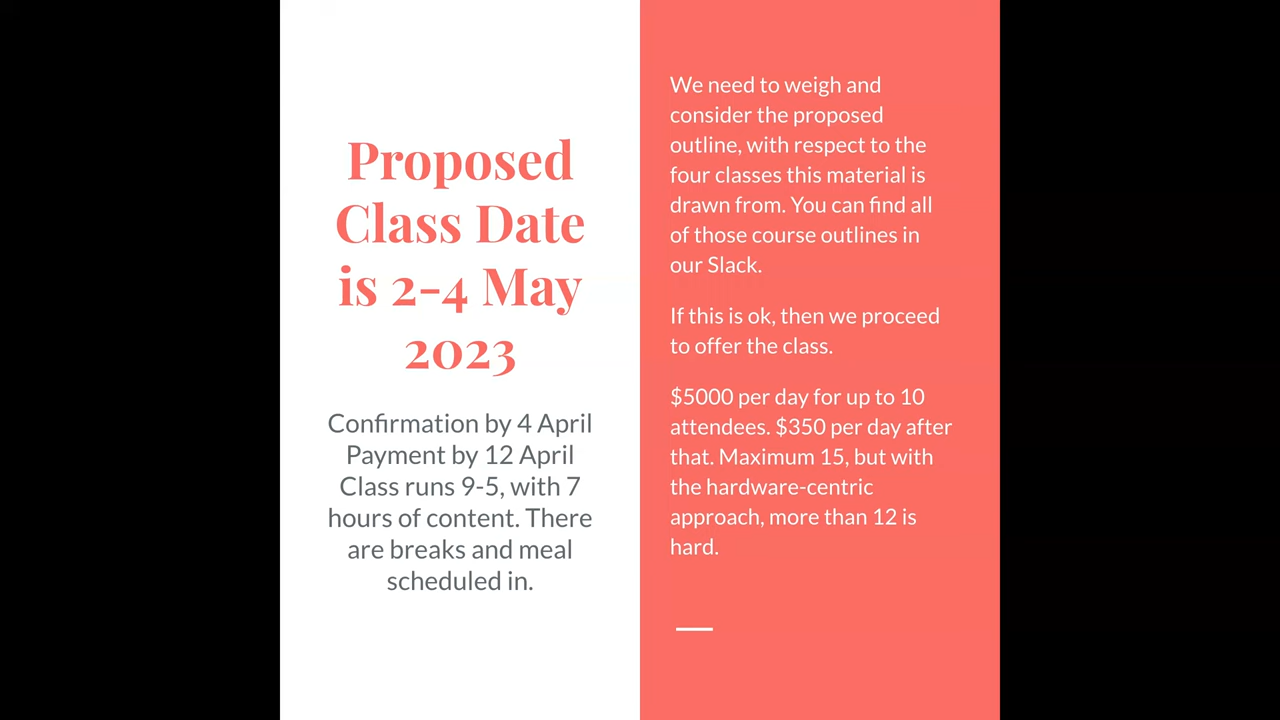 Proposed
Class Date
is 2-4 May
2023
Confirmation by 4 April
Payment by 12 April
Class runs 9-5, with 7
hours of content. There
are breaks and meal
scheduled in.
We need to weigh and
consider the proposed
outline, with respect to the
four classes this material is
drawn from. You can find all
of those course outlines in
our Slack.
If this is ok, then we proceed
to offer the class.
$5000 per day for up to 10
attendees. $350 per day after
that. Maximum 15, but with
the hardware-centric
approach, more than 12 is
hard.